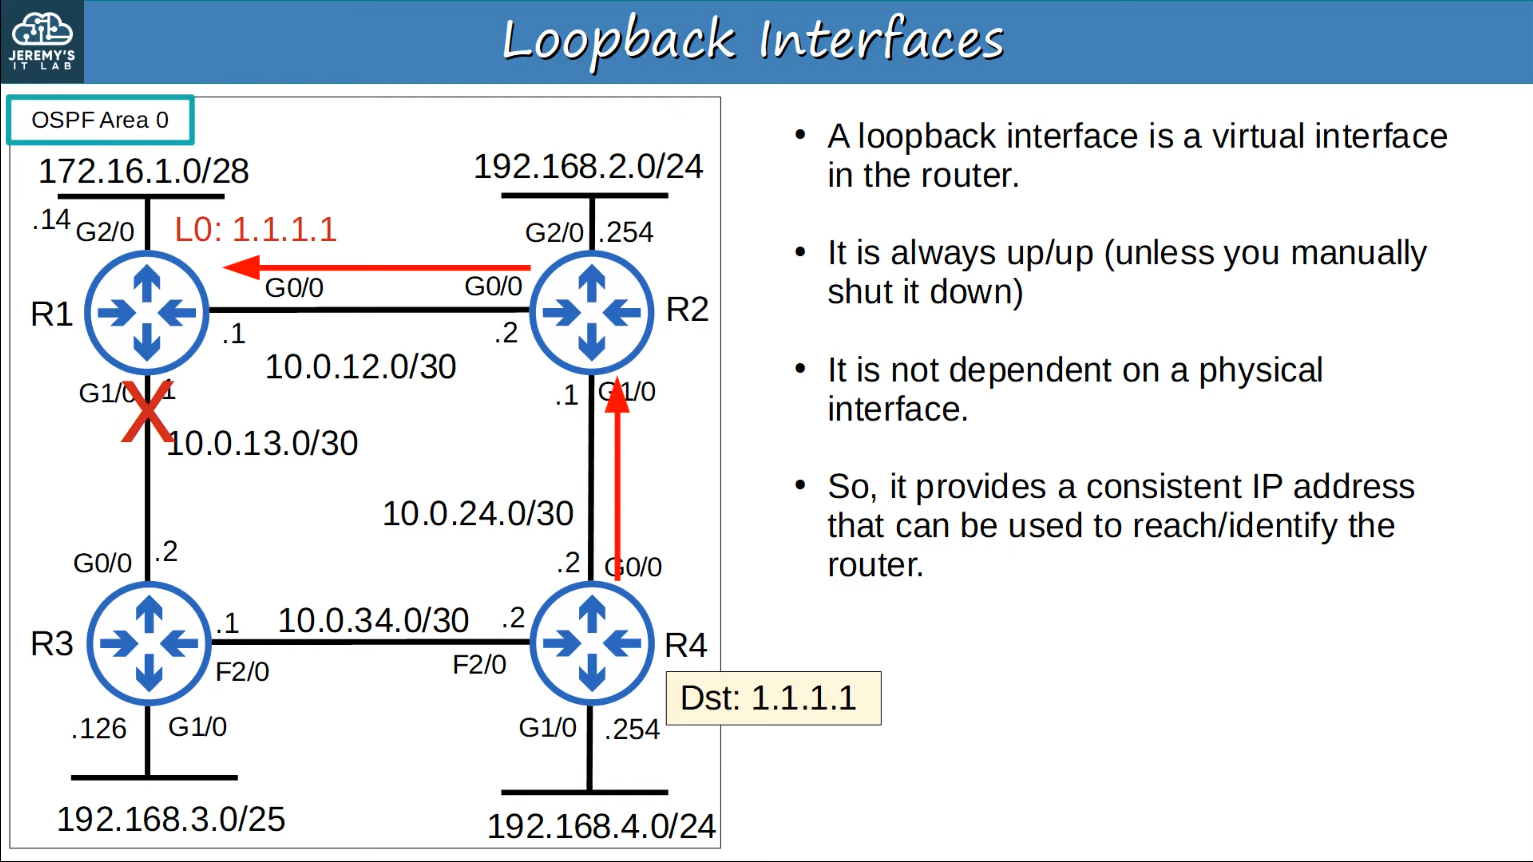 JEREMY'S
IT LAB
Loopback Interfaces
OSPF Area 0
172.16.1.0/28
192.168.2.0/24
.14
G2/0
L0: 1.1.1.1
G2/0
.254
G0/0
G0/0
R1
R2
.1
.2
10.0.12.0/30
G1/0
.1
X
.1
G1/0
10.0.13.0/30
10.0.24.0/30
G0/0
.2
.2
G0/0
R3
.1
10.0.34.0/30
.2
R4
F2/0
F2/0
Dst: 1.1.1.1
.126
G1/0
G1/0
.254
192.168.3.0/25
192.168.4.0/24
• A loopback interface is a virtual interface
in the router.
• It is always up/up (unless you manually
shut it down)
• It is not dependent on a physical
interface.
• So, it provides a consistent IP address
that can be used to reach/identify the
router.